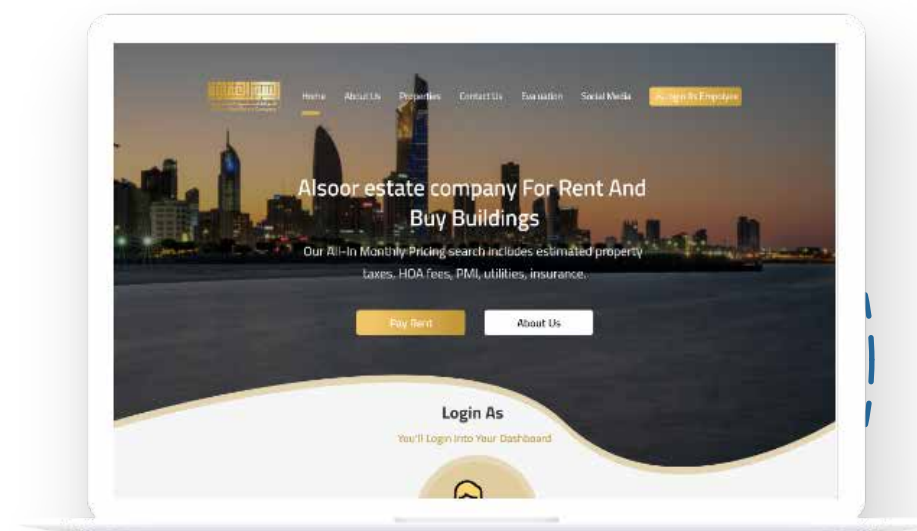 Home About Us Properties Contact Us Evaluation Social Media
Alsoor estate company For Rent And
Buy Buildings
Our All-In Monthly Pricing search includes estimated property
taxes, HOA fees, PMI, utilities, insurance.
Pay Rent About Us
Login As
You'll Login Into Your Dashboard